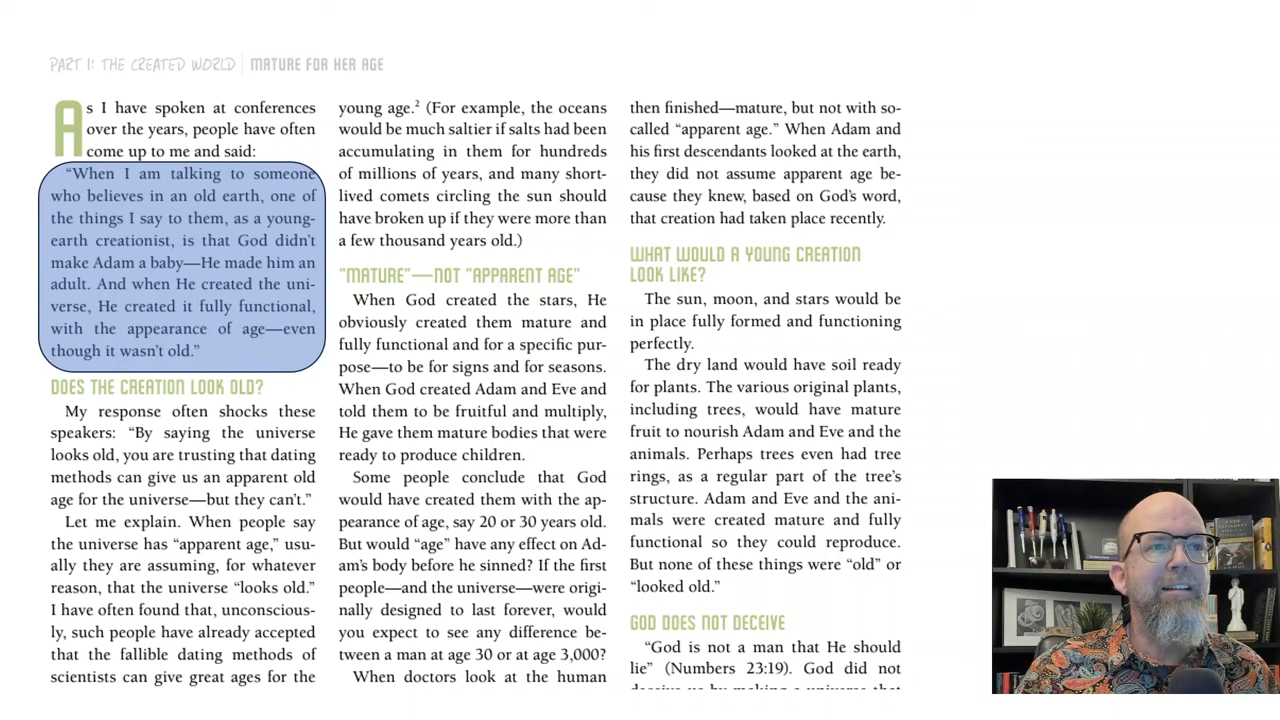 PART 1: THE CREATED WORLD | MATURE FOR HER AGE
As I have spoken at conferences
over the years, people have often
come up to me and said:
“When I am talking to someone
who believes in an old earth, one of
the things I say to them, as a young-
earth creationist, is that God didn’t
make Adam a baby—He made him an
adult. And when He created the uni-
verse, He created it fully functional,
with the appearance of age—even
though it wasn’t old.”
DOES THE CREATION LOOK OLD?
My response often shocks these
speakers: “By saying the universe
looks old, you are trusting that dating
methods can give us an apparent old
age for the universe—but they can’t.”
Let me explain. When people say
the universe has “apparent age,” usu-
ally they are assuming, for whatever
reason, that the universe “looks old.”
I have often found that, unconscious-
ly, such people have already accepted
that the fallible dating methods of
scientists can give great ages for the
young age.² (For example, the oceans
would be much saltier if salts had been
accumulating in them for hundreds
of millions of years, and many short-
lived comets circling the sun should
have broken up if they were more than
a few thousand years old.)
"MATURE"—NOT "APPARENT AGE"
When God created the stars, He
obviously created them mature and
fully functional and for a specific pur-
pose—to be for signs and for seasons.
When God created Adam and Eve and
told them to be fruitful and multiply,
He gave them mature bodies that were
ready to produce children.
Some people conclude that God
would have created them with the ap-
pearance of age, say 20 or 30 years old.
But would “age” have any effect on Ad-
am’s body before he sinned? If the first
people—and the universe—were origi-
nally designed to last forever, would
you expect to see any difference be-
tween a man at age 30 or at age 3,000?
When doctors look at the human
then finished—mature, but not with so-
called “apparent age.” When Adam and
his first descendants looked at the earth,
they did not assume apparent age be-
cause they knew, based on God’s word,
that creation had taken place recently.
WHAT WOULD A YOUNG CREATION
LOOK LIKE?
The sun, moon, and stars would be
in place fully formed and functioning
perfectly.
The dry land would have soil ready
for plants. The various original plants,
including trees, would have mature
fruit to nourish Adam and Eve and the
animals. Perhaps trees even had tree
rings, as a regular part of the tree’s
structure. Adam and Eve and the ani-
mals were created mature and fully
functional so they could reproduce.
But none of these things were “old” or
“looked old.”
GOD DOES NOT DECEIVE
“God is not a man that He should
lie” (Numbers 23:19). God did not
deceive us by making a universe that